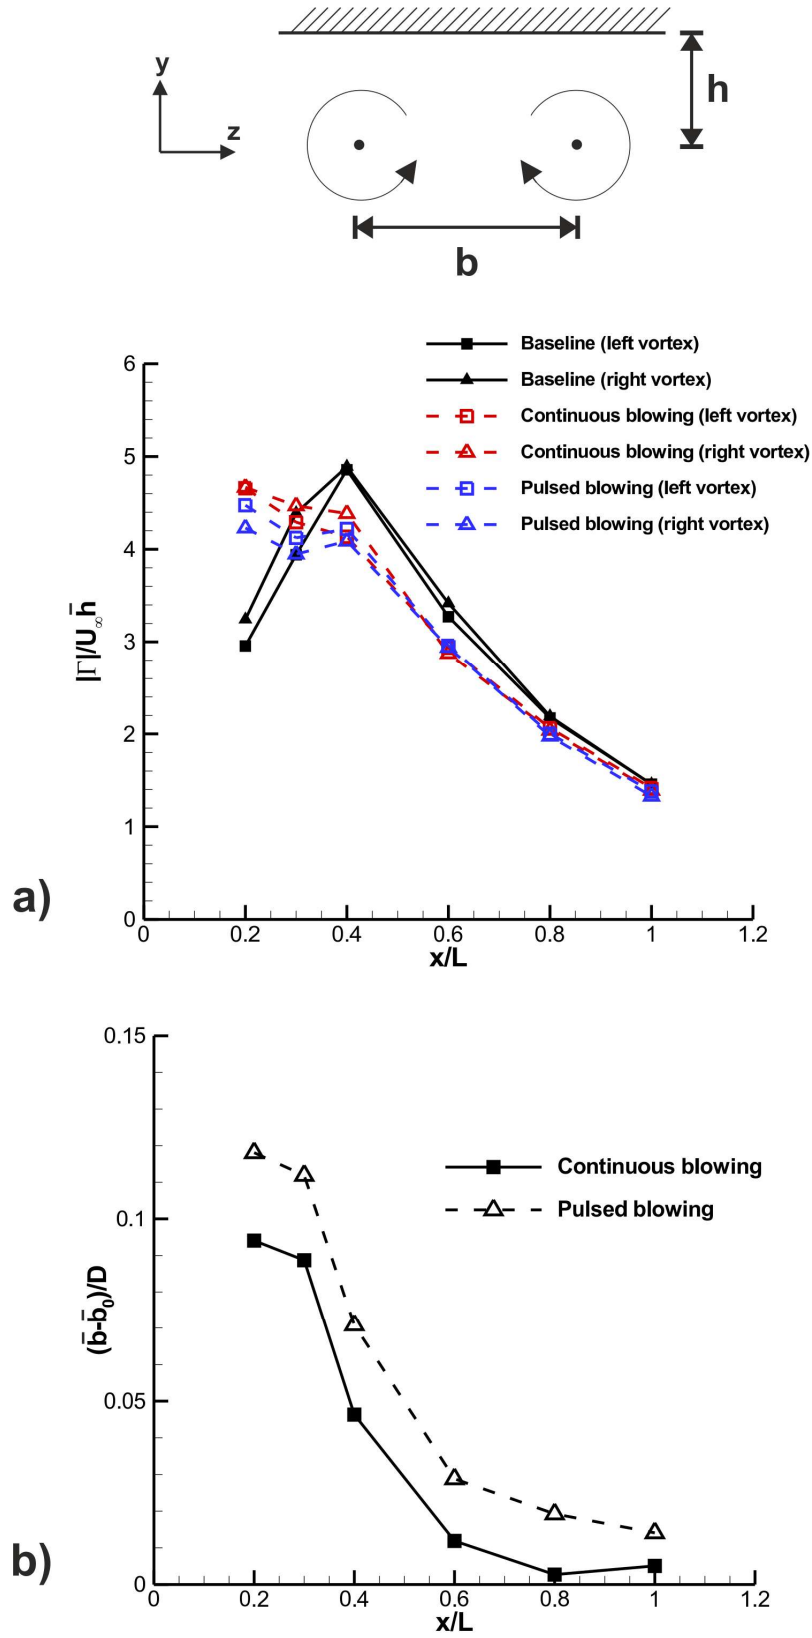 y
z
h
b
Baseline (left vortex)
Baseline (right vortex)
Continuous blowing (left vortex)
Continuous blowing (right vortex)
Pulsed blowing (left vortex)
Pulsed blowing (right vortex)
6
5
4
3
2
1
0
|Γ|/U∞h̄
0 0.2 0.4 0.6 0.8 1 1.2
x/L
a)
0.15
0.1
0.05
0
(b̄-b̄₀)/D
Continuous blowing
Pulsed blowing
0 0.2 0.4 0.6 0.8 1 1.2
x/L
b)